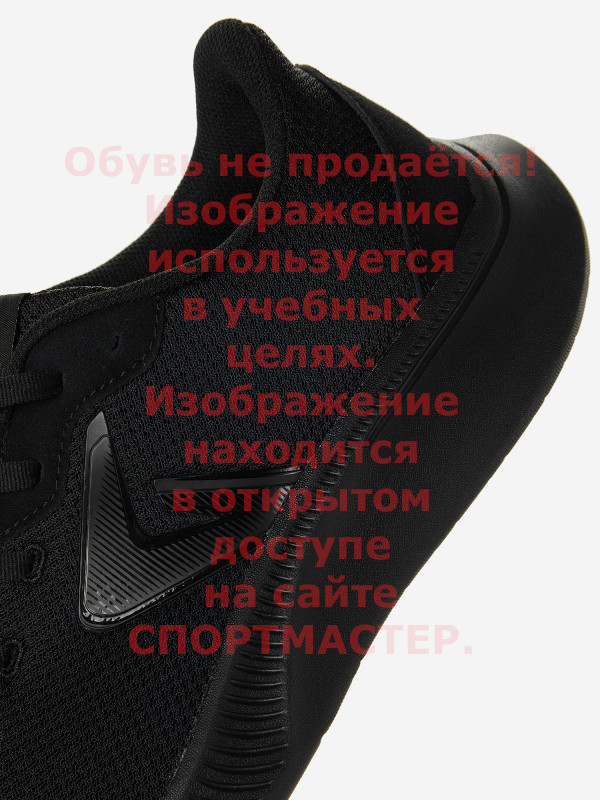 Обувь не продаётся!
Изображение
используется
в учебных
целях.
Изображение
находится
в открытом
доступе
на сайте
СПОРТМАСТЕР.